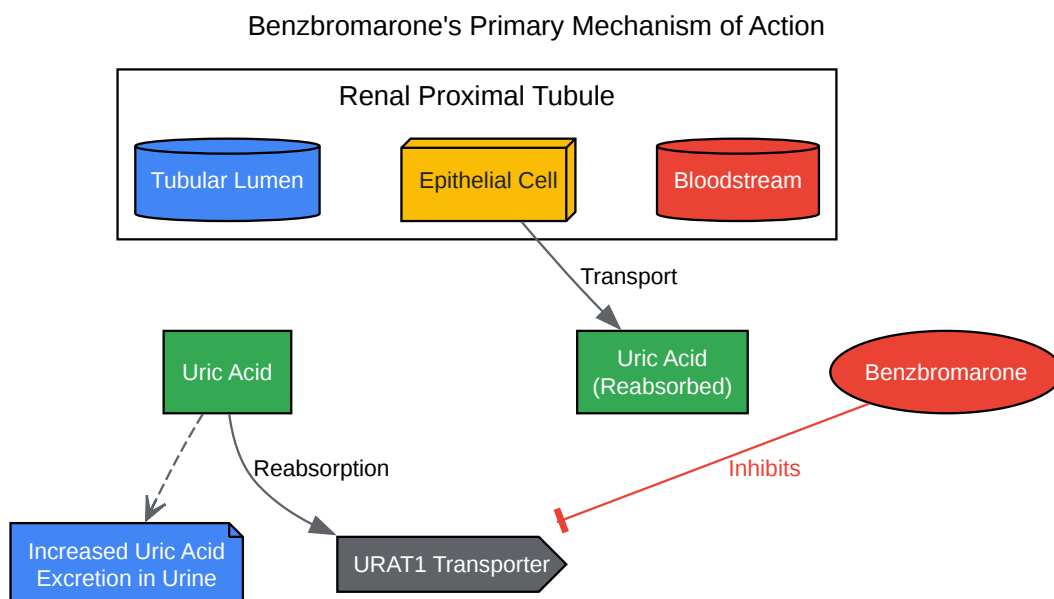 Benzbromarone's Primary Mechanism of Action
Renal Proximal Tubule
Tubular Lumen
Epithelial Cell
Bloodstream
Transport
Uric Acid
Uric Acid
(Reabsorbed)
Benzbromarone
Reabsorption
Inhibits
Increased Uric Acid
Excretion in Urine
URAT1 Transporter